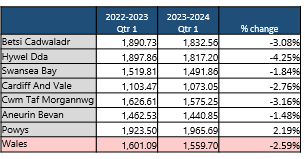 2022-2023 Qtr 1 2023-2024 Qtr 1 % change
Betsi Cadwaladr 1,890.73 1,832.56 -3.08%
Hywel Dda 1,897.86 1,817.20 -4.25%
Swansea Bay 1,519.81 1,491.86 -1.84%
Cardiff And Vale 1,103.47 1,073.05 -2.76%
Cwm Taf Morgannwg 1,626.61 1,575.25 -3.16%
Aneurin Bevan 1,462.53 1,440.85 -1.48%
Powys 1,923.50 1,965.69 2.19%
Wales 1,601.09 1,559.70 -2.59%